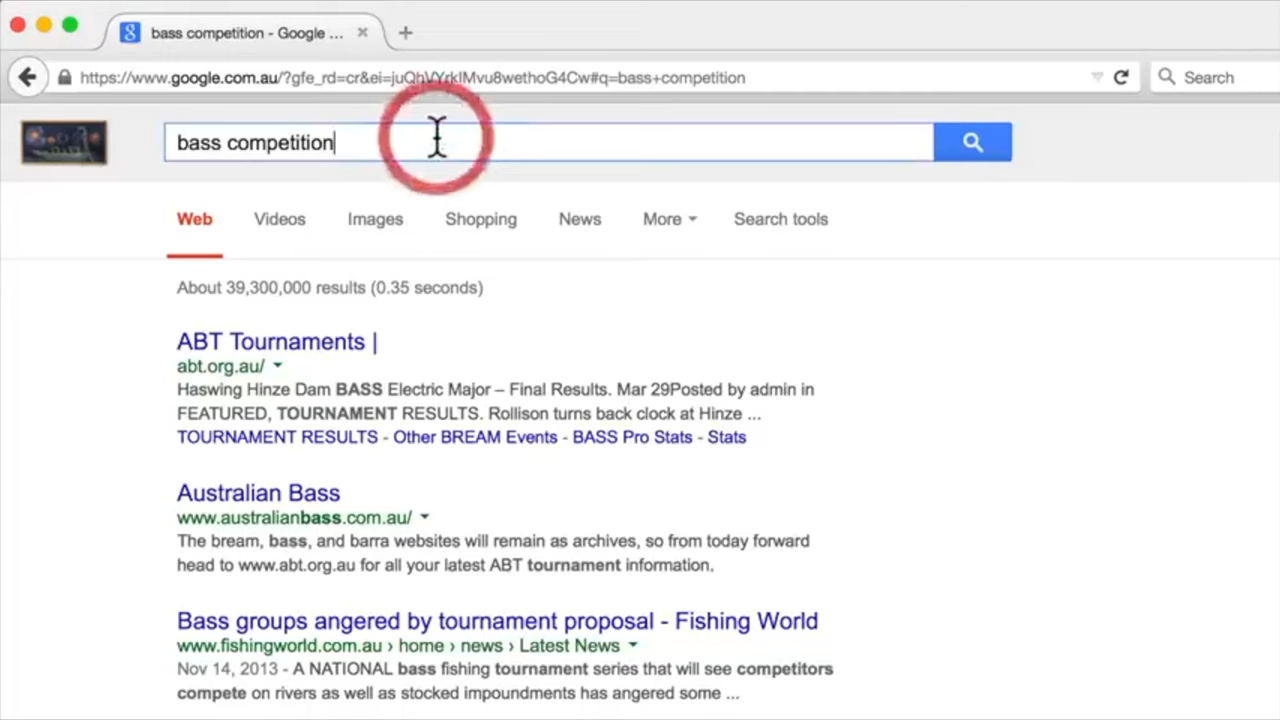 bass competition - Google ...
https://www.google.com.au/?gfe_rd=cr&ei=juQhVYrkIMvu8wethoG4Cw#q=bass+competition
Search
bass competition
Web Videos Images Shopping News More Search tools
About 39,300,000 results (0.35 seconds)
ABT Tournaments |
abt.org.au/
Haswing Hinze Dam BASS Electric Major – Final Results. Mar 29Posted by admin in
FEATURED, TOURNAMENT RESULTS. Rollison turns back clock at Hinze ...
TOURNAMENT RESULTS - Other BREAM Events - BASS Pro Stats - Stats
Australian Bass
www.australianbass.com.au/
The bream, bass, and barra websites will remain as archives, so from today forward
head to www.abt.org.au for all your latest ABT tournament information.
Bass groups angered by tournament proposal - Fishing World
www.fishingworld.com.au › home › news › Latest News
Nov 14, 2013 - A NATIONAL bass fishing tournament series that will see competitors
compete on rivers as well as stocked impoundments has angered some ...